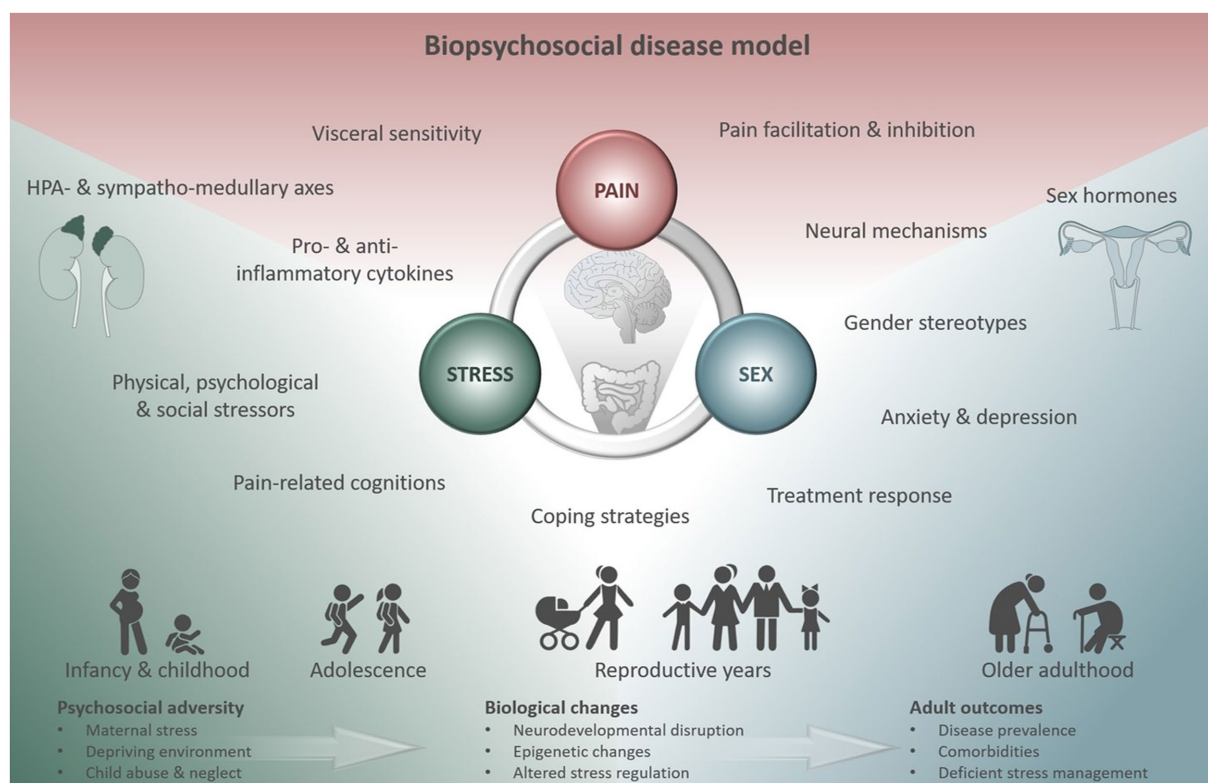 Biopsychosocial disease model
Visceral sensitivity
Pain facilitation & inhibition
PAIN
HPA- & sympatho-medullary axes
Sex hormones
Neural mechanisms
Pro- & anti-
inflammatory cytokines
Gender stereotypes
STRESS
SEX
Physical, psychological
& social stressors
Anxiety & depression
Pain-related cognitions
Treatment response
Coping strategies
Infancy & childhood
Adolescence
Reproductive years
Older adulthood
Psychosocial adversity
• Maternal stress
• Depriving environment
• Child abuse & neglect
Biological changes
• Neurodevelopmental disruption
• Epigenetic changes
• Altered stress regulation
Adult outcomes
• Disease prevalence
• Comorbidities
• Deficient stress management